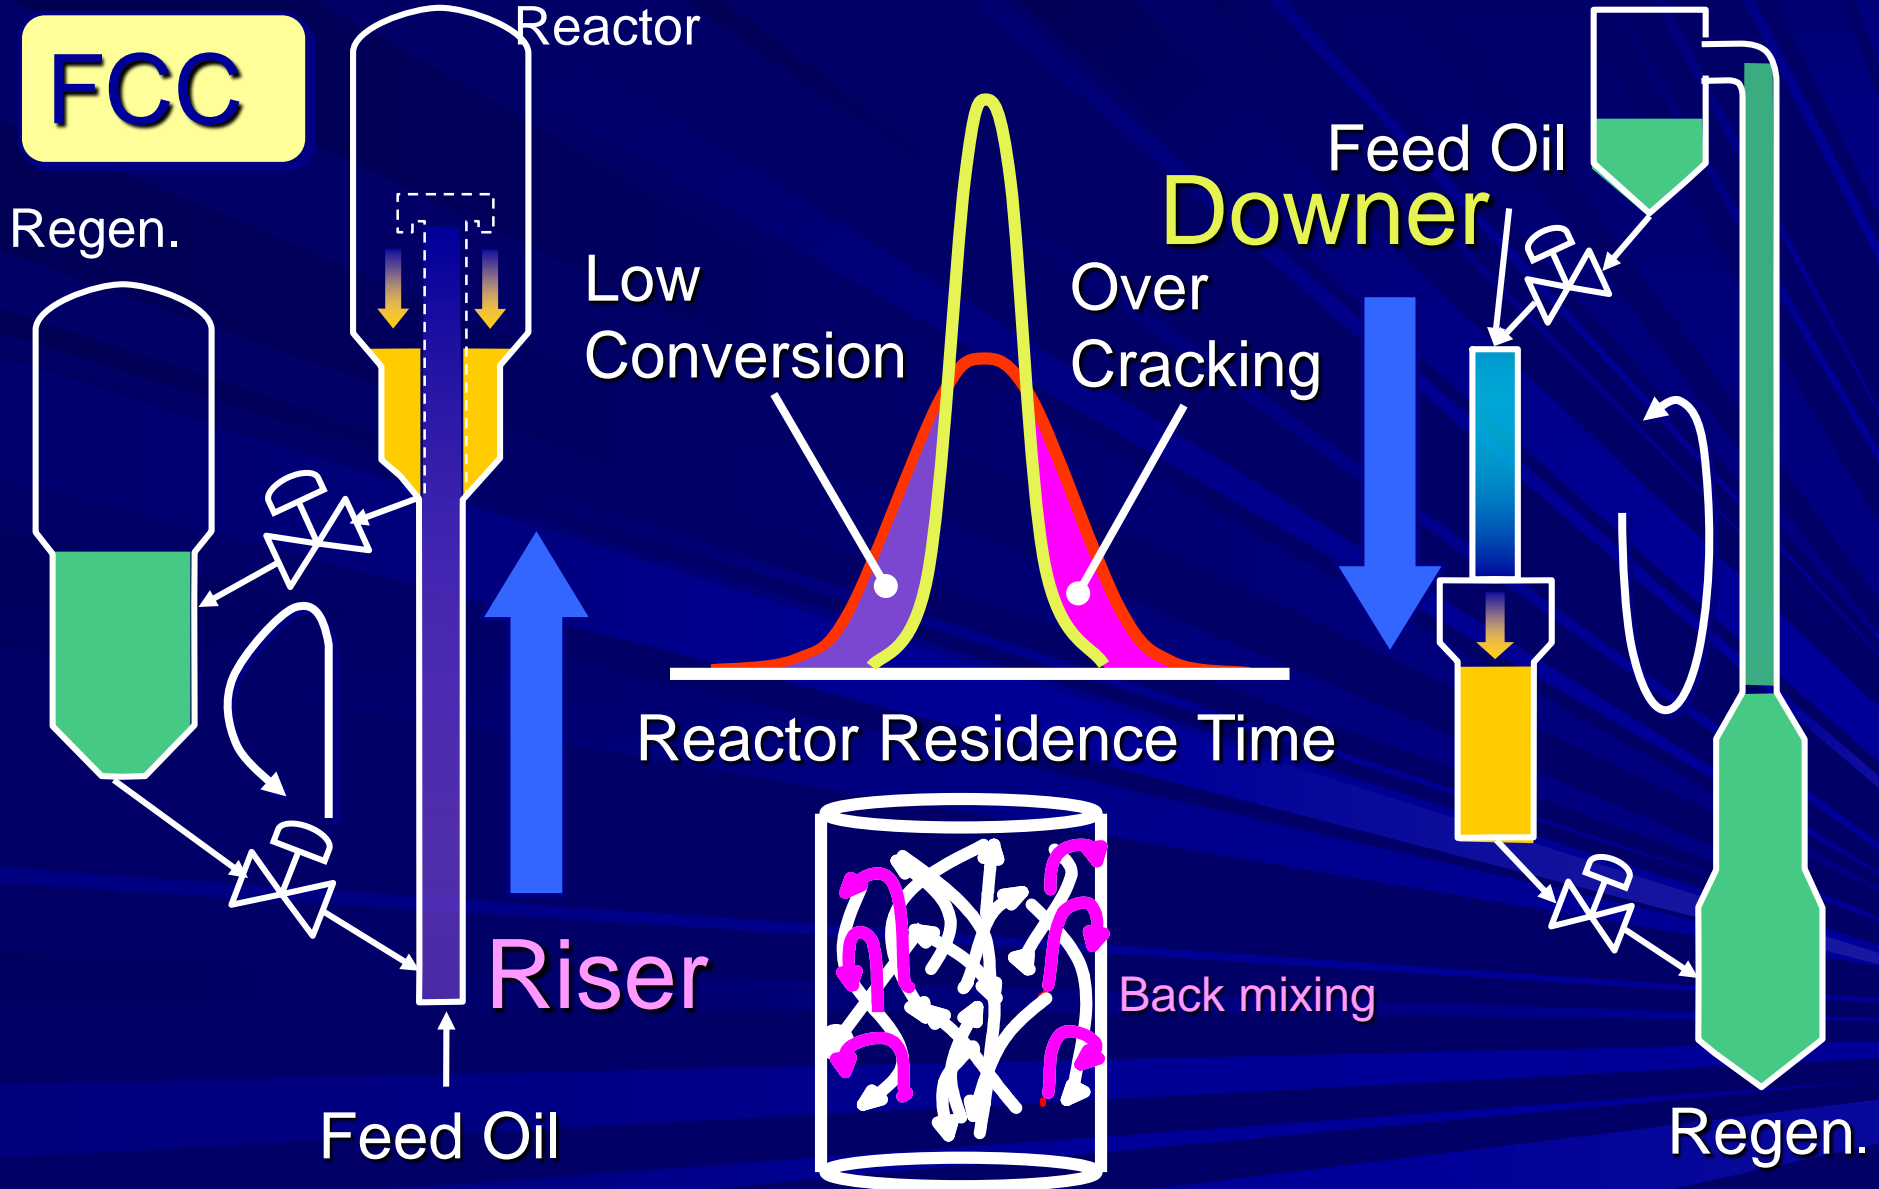 FCC
Reactor
Regen.
Feed Oil
Downer
Low
Conversion
Over
Cracking
Reactor Residence Time
Riser
Back mixing
Feed Oil
Regen.